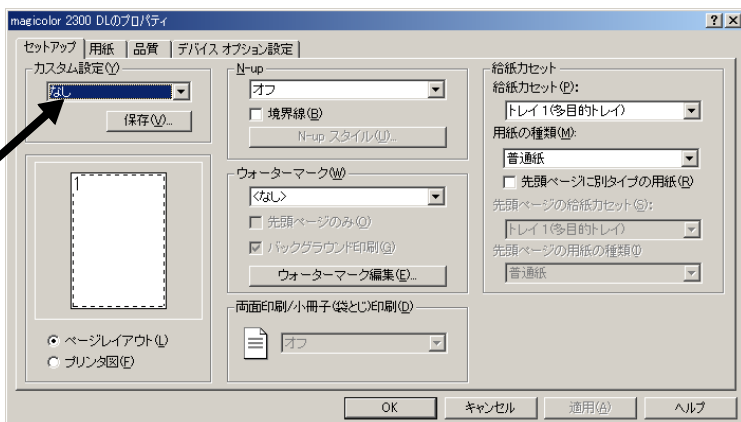 magicolor 2300 DLのプロパティ
セットアップ 用紙 品質 デバイス オプション設定
カスタム設定(Y)
なし
保存(V)...
1
ページレイアウト(L)
プリンタ図(F)
N-up
オフ
境界線(B)
N-up スタイル(U)...
ウォーターマーク(W)
<なし>
先頭ページのみ(O)
バックグラウンド印刷(G)
ウォーターマーク編集(E)...
両面印刷/小冊子(袋とじ)印刷(D)
オフ
給紙カセット
給紙カセット(P):
トレイ 1(多目的トレイ)
用紙の種類(M):
普通紙
先頭ページに別タイプの用紙(R)
先頭ページの給紙カセット(S):
トレイ 1(多目的トレイ)
先頭ページの用紙の種類(I)
普通紙
OK キャンセル 適用(A) ヘルプ